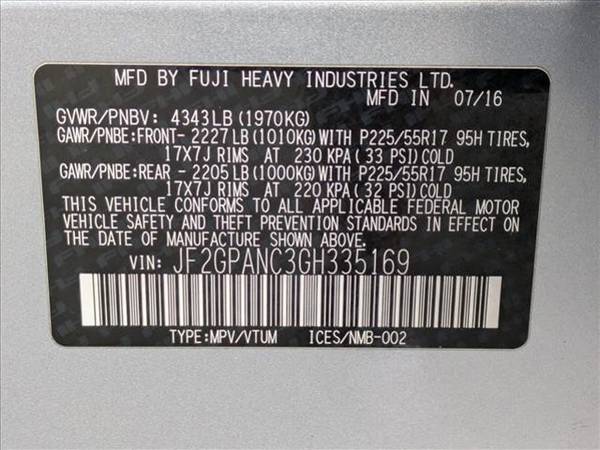 MFD BY FUJI HEAVY INDUSTRIES LTD.
MFD IN 07/16
GVWR/PNBV: 4343LB (1970KG)
GAWR/PNBE:FRONT- 2227LB(1010KG)WITH P225/55R17 95H TIRES,
17X7J RIMS AT 230 KPA(33 PSI)COLD
GAWR/PNBE:REAR - 2205LB(1000KG)WITH P225/55R17 95H TIRES,
17X7J RIMS AT 220 KPA(32 PSI)COLD
THIS VEHICLE CONFORMS TO ALL APPLICABLE FEDERAL MOTOR
VEHICLE SAFETY AND THEFT PREVENTION STANDARDS IN EFFECT ON
THE DATE OF MANUFACTURE SHOWN ABOVE.
VIN: JF2GPANC3GH335169
TYPE:MPV/VTUM ICES/NMB-002